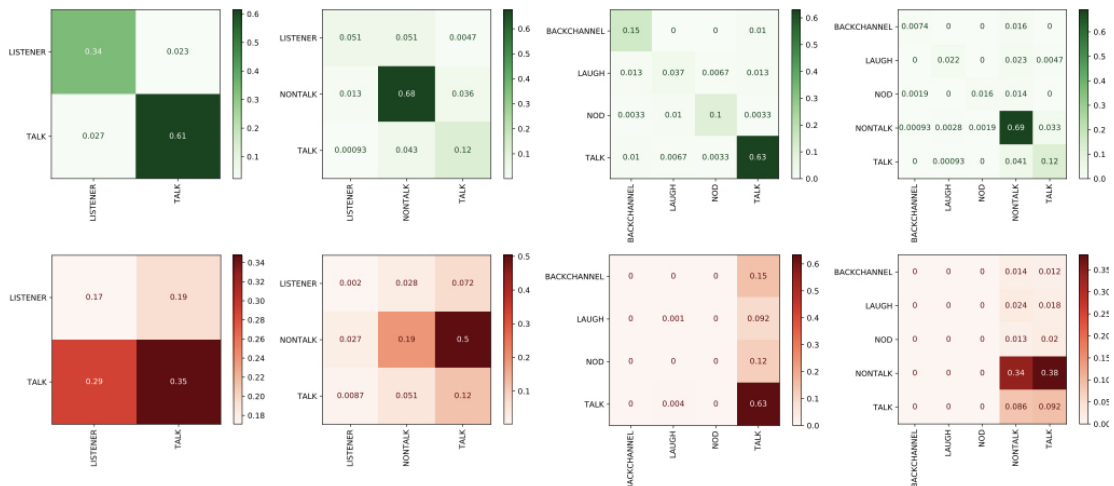 LISTENER 0.34 0.023
TALK 0.027 0.61
LISTENER TALK
0.6
0.5
0.4
0.3
0.2
0.1
LISTENER 0.051 0.051 0.0047
NONTALK 0.013 0.68 0.036
TALK 0.00093 0.043 0.12
LISTENER NONTALK TALK
0.6
0.5
0.4
0.3
0.2
0.1
BACKCHANNEL 0.15 0 0 0.01
LAUGH 0.013 0.037 0.0067 0.013
NOD 0.0033 0.01 0.1 0.0033
TALK 0.01 0.0067 0.0033 0.63
BACKCHANNEL LAUGH NOD TALK
0.6
0.5
0.4
0.3
0.2
0.1
0.0
BACKCHANNEL 0.0074 0 0 0.016 0
LAUGH 0 0.022 0 0.023 0.0047
NOD 0.0019 0 0.016 0.014 0
NONTALK 0.00093 0.0028 0.0019 0.69 0.033
TALK 0 0.00093 0 0.041 0.12
BACKCHANNEL LAUGH NOD NONTALK TALK
0.6
0.5
0.4
0.3
0.2
0.1
0.0
LISTENER 0.17 0.19
TALK 0.29 0.35
LISTENER TALK
0.34
0.32
0.30
0.28
0.26
0.24
0.22
0.20
0.18
LISTENER 0.002 0.028 0.072
NONTALK 0.027 0.19 0.5
TALK 0.0087 0.051 0.12
LISTENER NONTALK TALK
0.5
0.4
0.3
0.2
0.1
BACKCHANNEL 0 0 0 0.15
LAUGH 0 0.001 0 0.092
NOD 0 0 0 0.12
TALK 0 0.004 0 0.63
BACKCHANNEL LAUGH NOD TALK
0.6
0.5
0.4
0.3
0.2
0.1
0.0
BACKCHANNEL 0 0 0 0.014 0.012
LAUGH 0 0 0 0.024 0.018
NOD 0 0 0 0.013 0.02
NONTALK 0 0 0 0.34 0.38
TALK 0 0 0 0.086 0.092
BACKCHANNEL LAUGH NOD NONTALK TALK
0.35
0.30
0.25
0.20
0.15
0.10
0.05
0.00